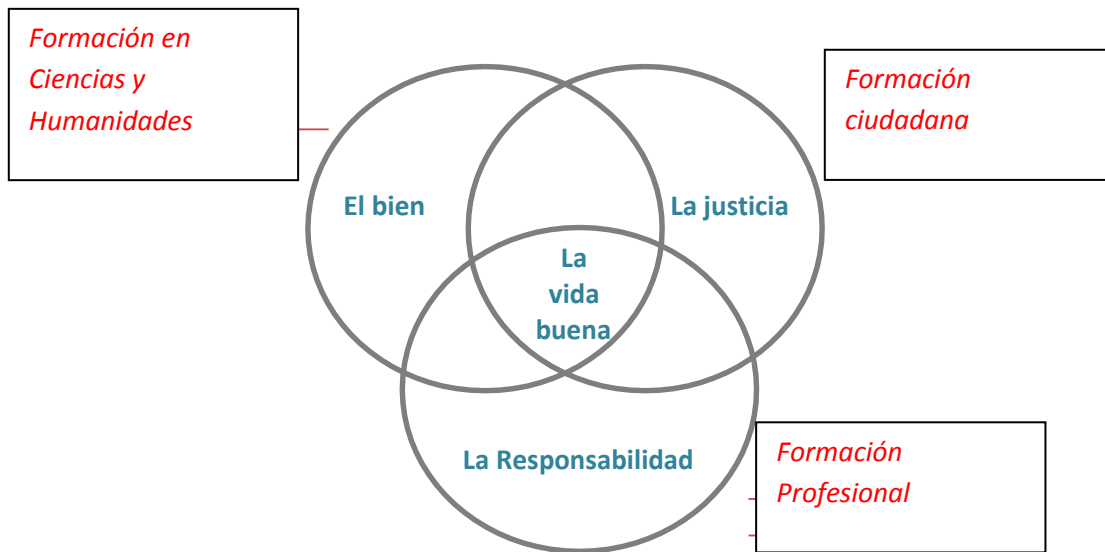 Formación en
Ciencias y
Humanidades
Formación
ciudadana
El bien
La justicia
La
vida
buena
La Responsabilidad
Formación
Profesional